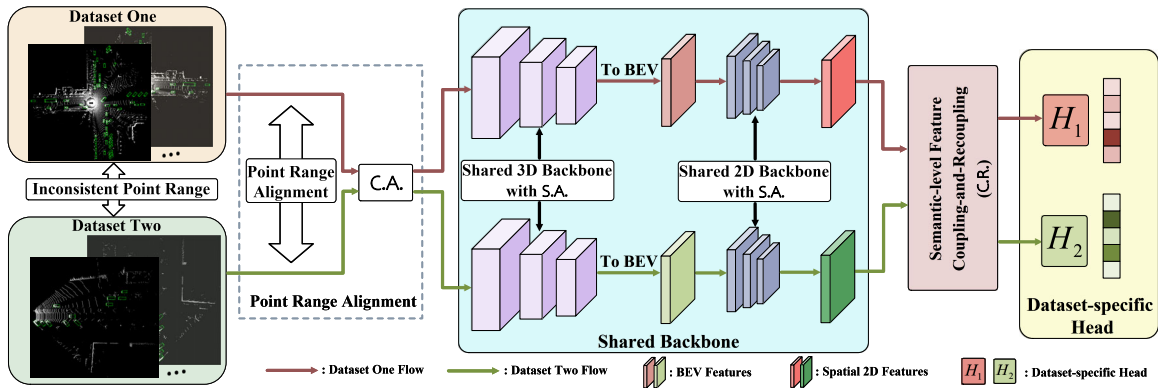 Dataset One
Inconsistent Point Range
Dataset Two
Point Range
Alignment
C.A.
Point Range Alignment
To BEV
Shared 3D Backbone
with S.A.
Shared 2D Backbone
with S.A.
To BEV
Shared Backbone
Semantic-level Feature
Coupling-and-Recoupling
(C.R.)
H1
H2
Dataset-specific
Head
: Dataset One Flow
: Dataset Two Flow
: BEV Features
: Spatial 2D Features
H1 H2 : Dataset-specific Head